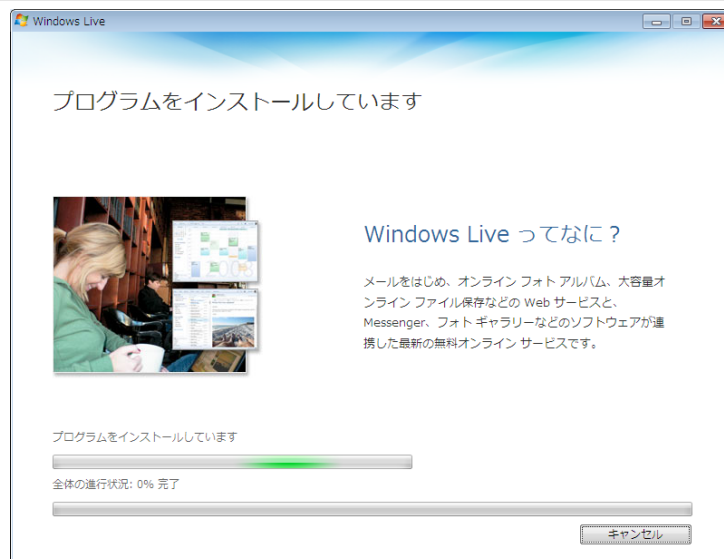 Windows Live
プログラムをインストールしています
Windows Live ってなに？
メールをはじめ、オンライン フォト アルバム、大容量オ
ンライン ファイル保存などの Web サービスと、
Messenger、フォト ギャラリーなどのソフトウェアが連
携した最新の無料オンライン サービスです。
プログラムをインストールしています
全体の進行状況: 0% 完了
キャンセル